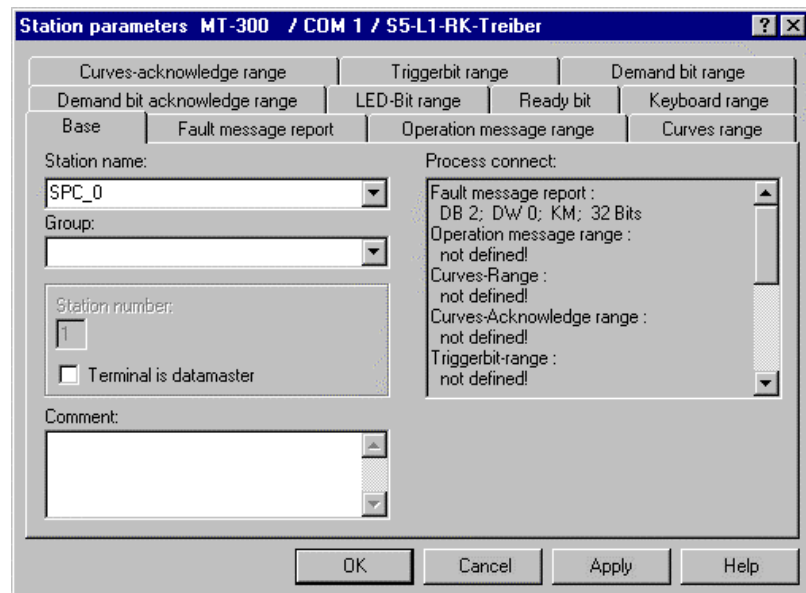 Station parameters MT-300 / COM 1 / S5-L1-RK-Treiber
Curves-acknowledge range Triggerbit range Demand bit range
Demand bit acknowledge range LED-Bit range Ready bit Keyboard range
Base Fault message report Operation message range Curves range
Station name:
SPC_0
Group:
Station number:
1
Terminal is datamaster
Comment:
Process connect:
Fault message report :
DB 2; DW 0; KM; 32 Bits
Operation message range :
not defined!
Curves-Range :
not defined!
Curves-Acknowledge range :
not defined!
Triggerbit-range :
not defined!
OK Cancel Apply Help